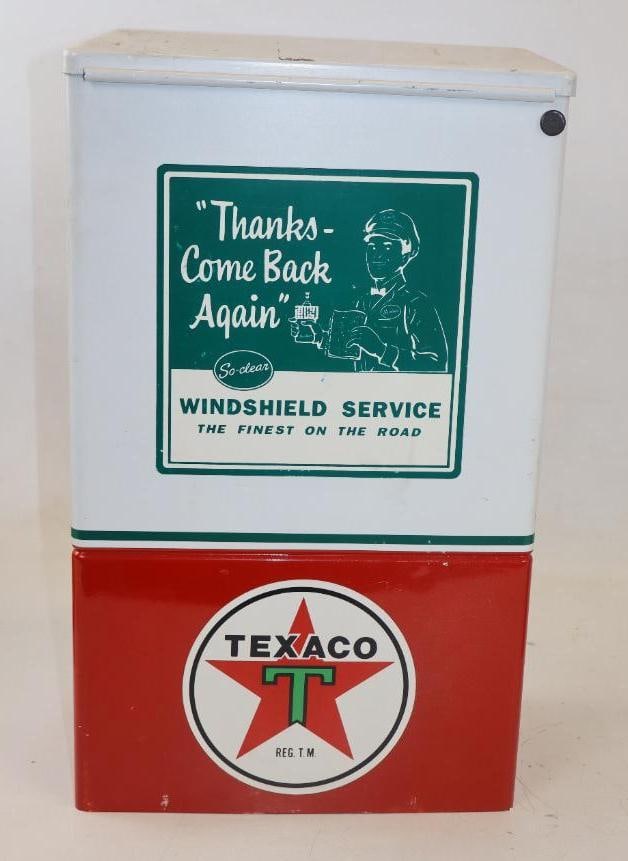 "Thanks-
Come Back
Again"
So-clear
WINDSHIELD SERVICE
THE FINEST ON THE ROAD
TEXACO
T
REG. T.M.